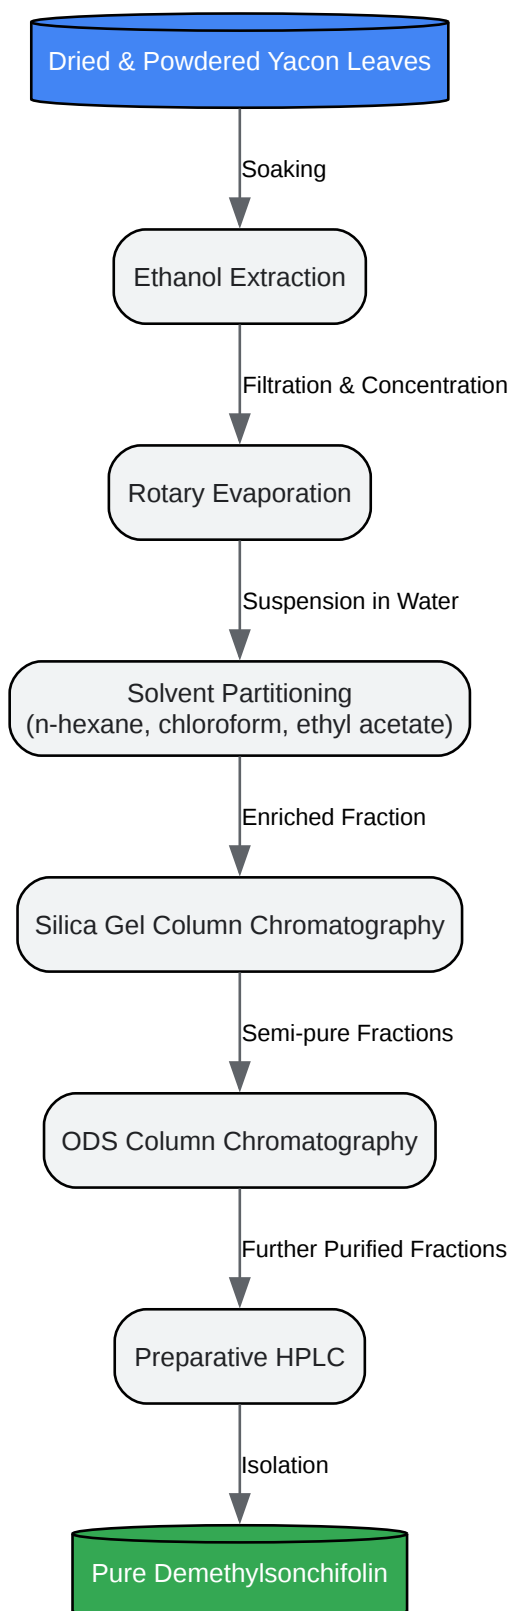 Dried & Powdered Yacon Leaves
Soaking
Ethanol Extraction
Filtration & Concentration
Rotary Evaporation
Suspension in Water
Solvent Partitioning
(n-hexane, chloroform, ethyl acetate)
Enriched Fraction
Silica Gel Column Chromatography
Semi-pure Fractions
ODS Column Chromatography
Further Purified Fractions
Preparative HPLC
Isolation
Pure Demethylsonchifolin